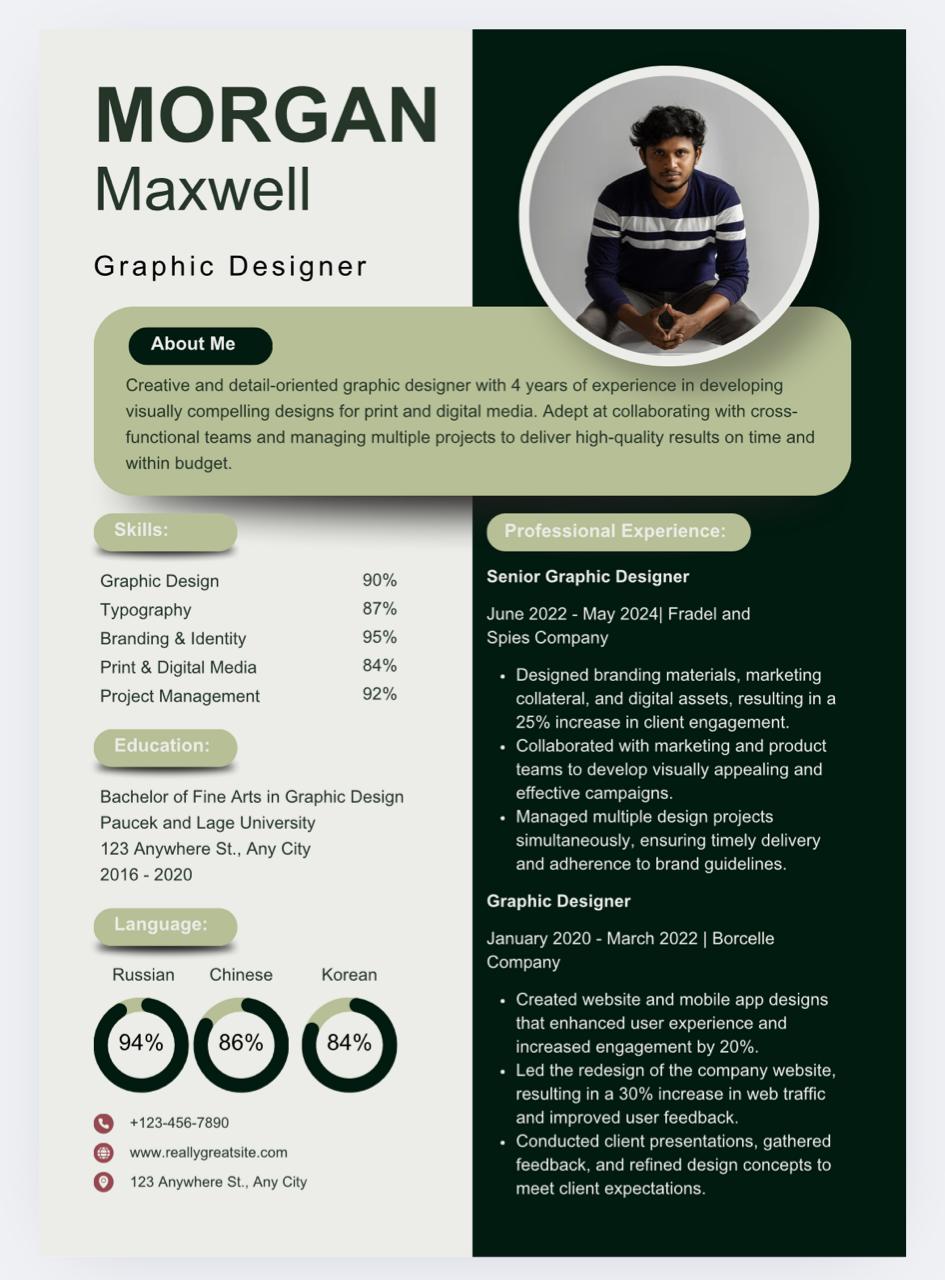 MORGAN
Maxwell
Graphic Designer
About Me
Creative and detail-oriented graphic designer with 4 years of experience in developing
visually compelling designs for print and digital media. Adept at collaborating with cross-
functional teams and managing multiple projects to deliver high-quality results on time and
within budget.
Skills:
Graphic Design 90%
Typography 87%
Branding & Identity 95%
Print & Digital Media 84%
Project Management 92%
Education:
Bachelor of Fine Arts in Graphic Design
Paucek and Lage University
123 Anywhere St., Any City
2016 - 2020
Language:
Russian Chinese Korean
94% 86% 84%
+123-456-7890
www.reallygreatsite.com
123 Anywhere St., Any City
Professional Experience:
Senior Graphic Designer
June 2022 - May 2024| Fradel and
Spies Company
• Designed branding materials, marketing
collateral, and digital assets, resulting in a
25% increase in client engagement.
• Collaborated with marketing and product
teams to develop visually appealing and
effective campaigns.
• Managed multiple design projects
simultaneously, ensuring timely delivery
and adherence to brand guidelines.
Graphic Designer
January 2020 - March 2022 | Borcelle
Company
• Created website and mobile app designs
that enhanced user experience and
increased engagement by 20%.
• Led the redesign of the company website,
resulting in a 30% increase in web traffic
and improved user feedback.
• Conducted client presentations, gathered
feedback, and refined design concepts to
meet client expectations.